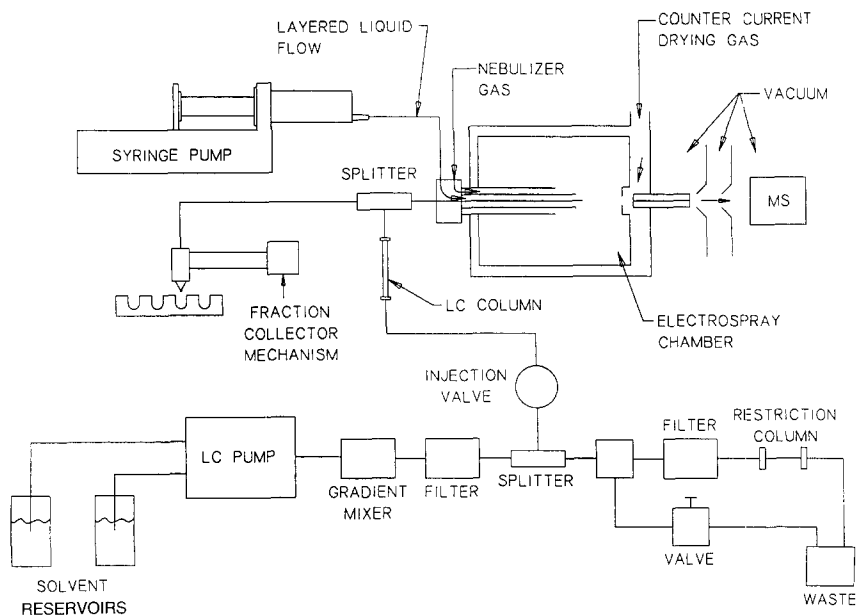 LAYERED LIQUID
FLOW
COUNTER CURRENT
DRYING GAS
NEBULIZER
GAS
VACUUM
SYRINGE PUMP
SPLITTER
MS
LC COLUMN
FRACTION
COLLECTOR
MECHANISM
ELECTROSPRAY
CHAMBER
INJECTION
VALVE
LC PUMP
FILTER
RESTRICTION
COLUMN
GRADIENT
MIXER
FILTER
SPLITTER
VALVE
SOLVENT
RESERVOIRS
WASTE